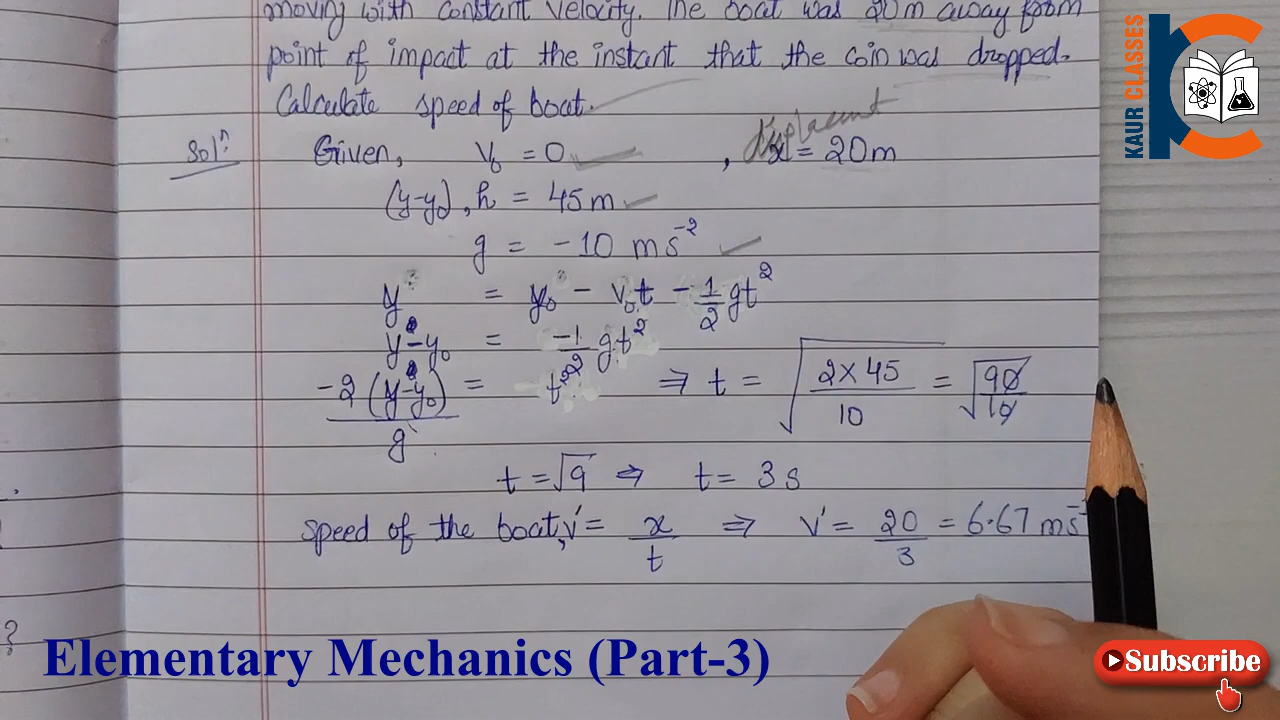 moving with constant velocity. The boat was 20m away from
point of impact at the instant that the coin was dropped.
Calculate speed of boat.
Solⁿ. Given, v₀ = 0 , x = 20m
(y-y₀), h = 45m
g = -10 ms⁻²
y = y₀ - v₀t - 1/2 gt²
y-y₀ = -1/2 gt²
-2(y-y₀)/g = t² ⇒ t = √(2×45/10) = √(90/10)
t = √9 ⇒ t = 3s
Speed of the boat, v' = x/t ⇒ v' = 20/3 = 6.67 ms⁻¹
?
Elementary Mechanics (Part-3)
KAUR CLASSES
Subscribe